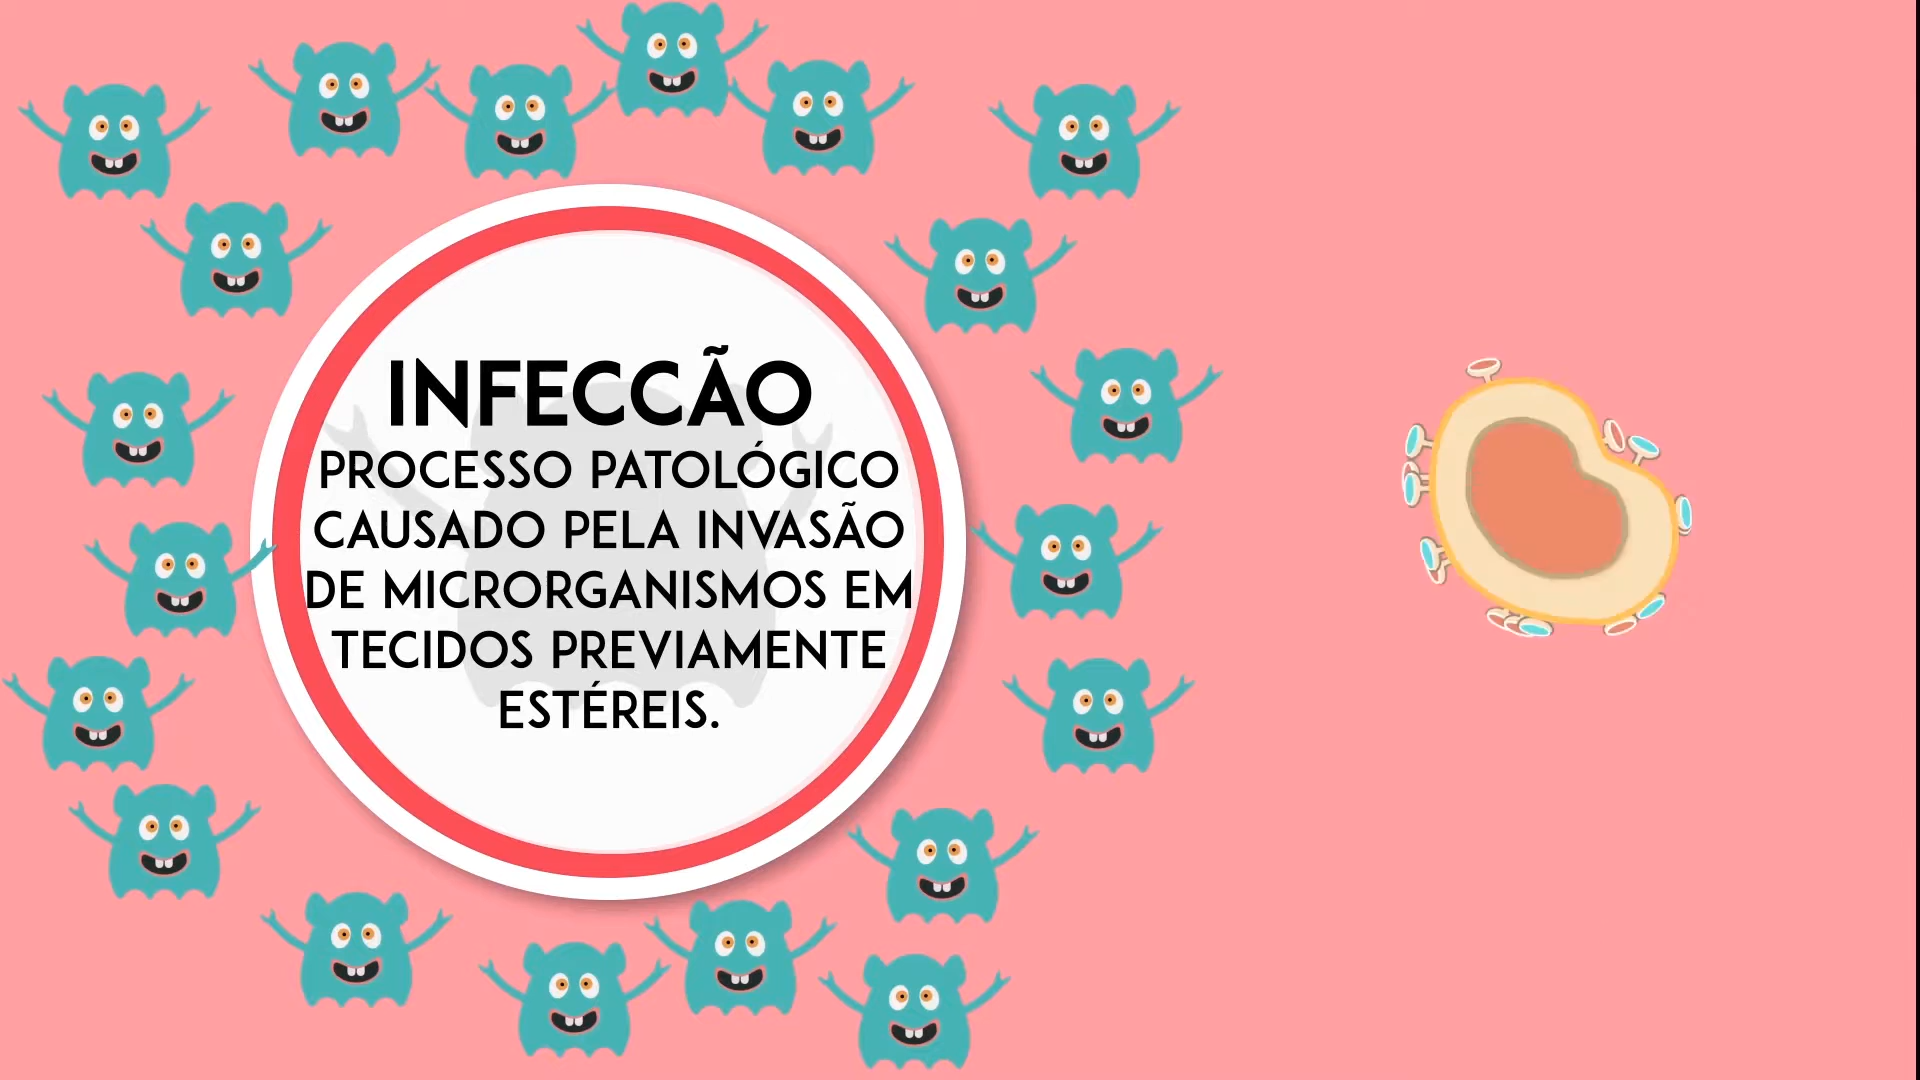 INFECCÃO
PROCESSO PATOLÓGICO
CAUSADO PELA INVASÃO
DE MICRORGANISMOS EM
TECIDOS PREVIAMENTE
ESTÉREIS.